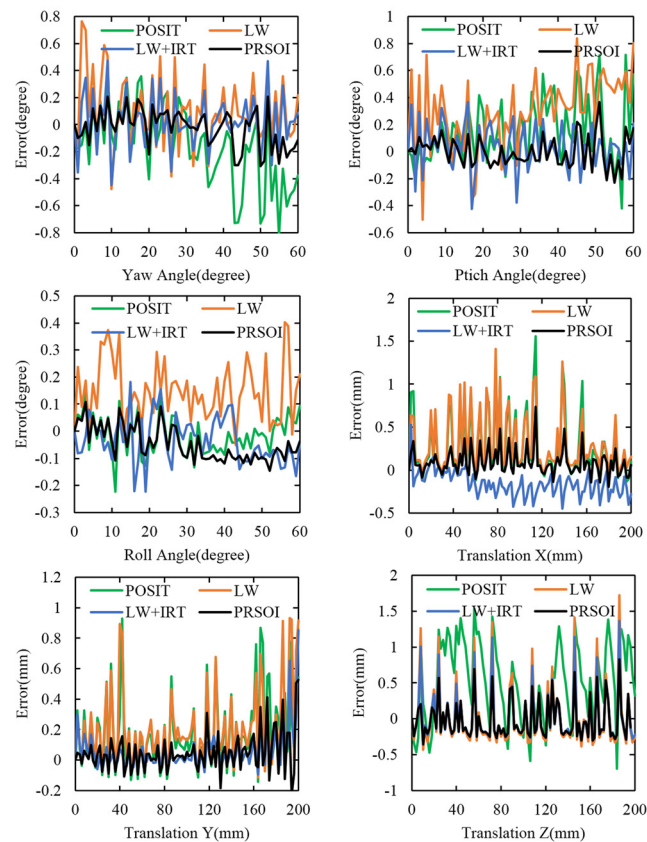 POSIT LW
LW+IRT PRSOI
0.8
0.6
0.4
0.2
0
-0.2
-0.4
-0.6
-0.8
Error(degree)
0 10 20 30 40 50 60
Yaw Angle(degree)
POSIT LW
LW+IRT PRSOI
1
0.8
0.6
0.4
0.2
0
-0.2
-0.4
-0.6
Error(degree)
0 10 20 30 40 50 60
Ptich Angle(degree)
POSIT LW
LW+IRT PRSOI
0.5
0.4
0.3
0.2
0.1
0
-0.1
-0.2
-0.3
Error(degree)
0 10 20 30 40 50 60
Roll Angle(degree)
POSIT LW
LW+IRT PRSOI
2
1.5
1
0.5
0
-0.5
Error(mm)
0 40 80 120 160 200
Translation X(mm)
POSIT LW
LW+IRT PRSOI
1.2
1
0.8
0.6
0.4
0.2
0
-0.2
Error(mm)
0 40 80 120 160 200
Translation Y(mm)
POSIT LW
LW+IRT PRSOI
2
1.5
1
0.5
0
-0.5
-1
Error(mm)
0 40 80 120 160 200
Translation Z(mm)